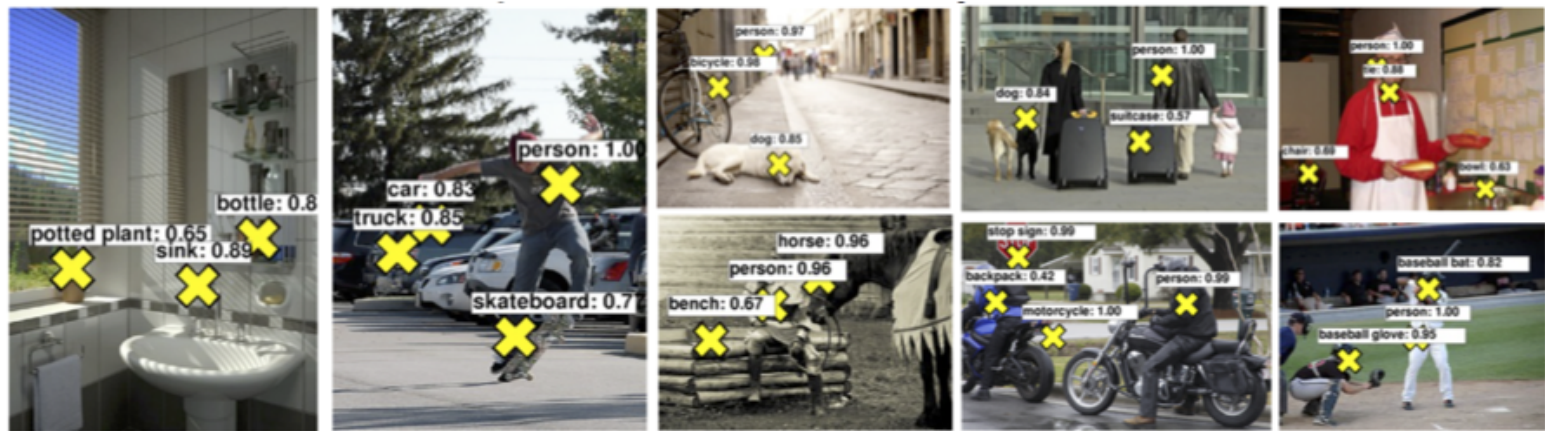 potted plant: 0.65
bottle: 0.8
sink: 0.89
person: 1.00
car: 0.83
truck: 0.85
skateboard: 0.7
person: 0.97
bicycle: 0.98
dog: 0.85
horse: 0.96
person: 0.96
bench: 0.67
person: 1.00
dog: 0.84
suitcase: 0.57
stop sign: 0.99
backpack: 0.42
person: 0.99
motorcycle: 1.00
person: 1.00
tie: 0.88
chair: 0.69
bowl: 0.63
baseball bat: 0.82
person: 1.00
baseball glove: 0.95